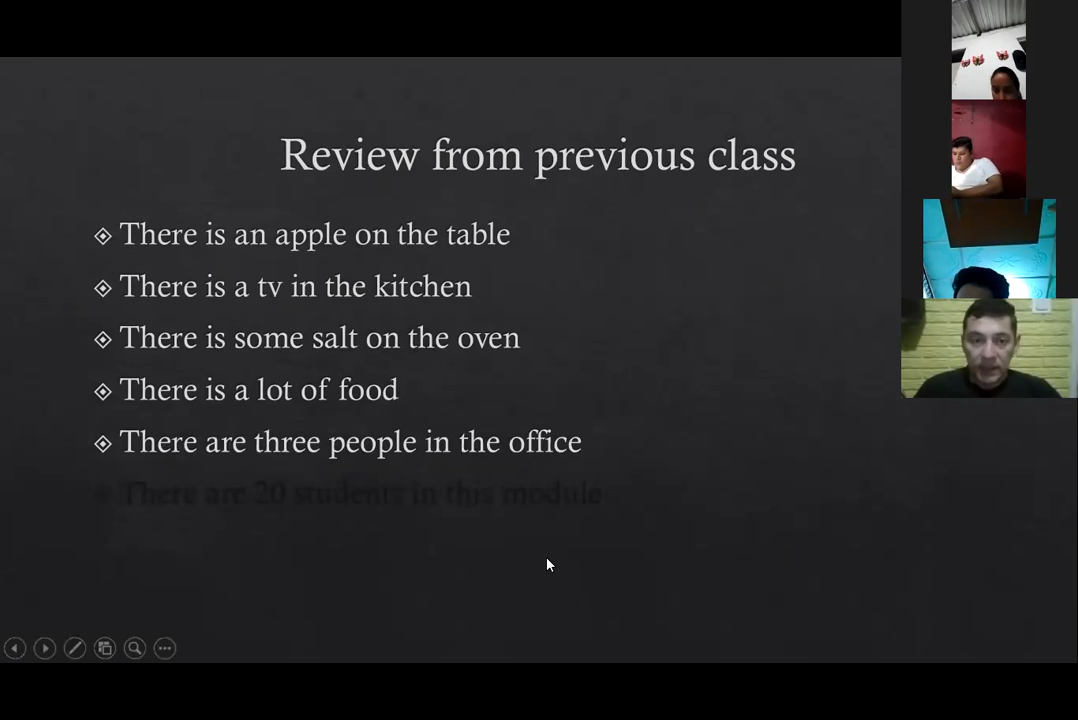 Review from previous class
There is an apple on the table
There is a tv in the kitchen
There is some salt on the oven
There is a lot of food
There are three people in the office
There are 20 students in this module